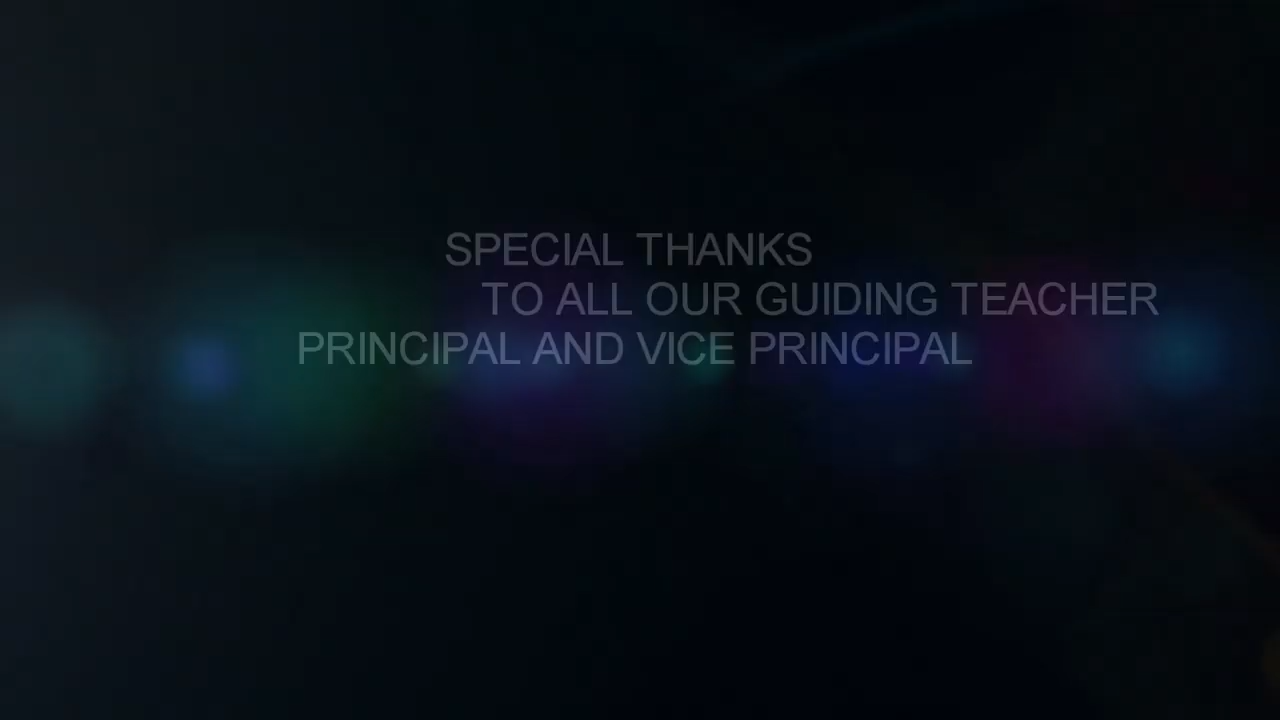 SPECIAL THANKS
TO ALL OUR GUIDING TEACHER
PRINCIPAL AND VICE PRINCIPAL